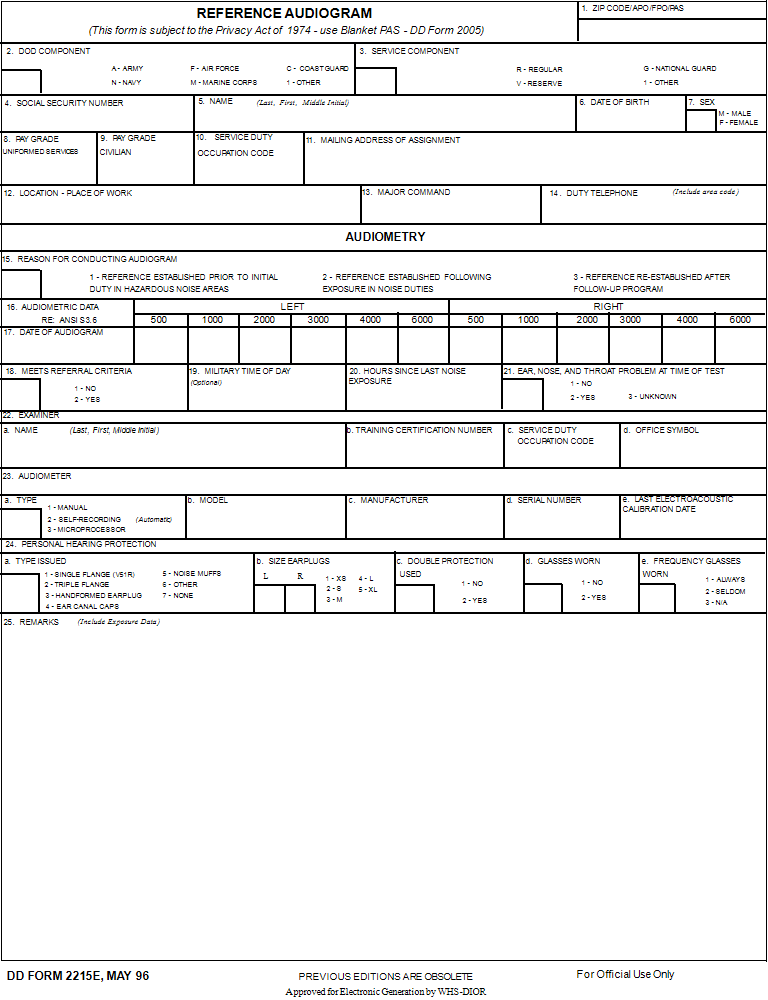 REFERENCE AUDIOGRAM
(This form is subject to the Privacy Act of 1974 - use Blanket PAS - DD Form 2005)
1. ZIP CODE/APO/FPO/PAS
2. DOD COMPONENT
A - ARMY F - AIR FORCE C - COAST GUARD
N - NAVY M - MARINE CORPS 1 - OTHER
3. SERVICE COMPONENT
R - REGULAR G - NATIONAL GUARD
V - RESERVE 1 - OTHER
4. SOCIAL SECURITY NUMBER
5. NAME (Last, First, Middle Initial)
6. DATE OF BIRTH
7. SEX
M - MALE
F - FEMALE
8. PAY GRADE
UNIFORMED SERVICES
9. PAY GRADE
CIVILIAN
10. SERVICE DUTY
OCCUPATION CODE
11. MAILING ADDRESS OF ASSIGNMENT
12. LOCATION - PLACE OF WORK
13. MAJOR COMMAND
14. DUTY TELEPHONE (Include area code)
AUDIOMETRY
15. REASON FOR CONDUCTING AUDIOGRAM
1 - REFERENCE ESTABLISHED PRIOR TO INITIAL
DUTY IN HAZARDOUS NOISE AREAS
2 - REFERENCE ESTABLISHED FOLLOWING
EXPOSURE IN NOISE DUTIES
3 - REFERENCE RE-ESTABLISHED AFTER
FOLLOW-UP PROGRAM
16. AUDIOMETRIC DATA
RE: ANSI S3.6
LEFT RIGHT
500 1000 2000 3000 4000 6000 500 1000 2000 3000 4000 6000
17. DATE OF AUDIOGRAM
18. MEETS REFERRAL CRITERIA
1 - NO
2 - YES
19. MILITARY TIME OF DAY
(Optional)
20. HOURS SINCE LAST NOISE
EXPOSURE
21. EAR, NOSE, AND THROAT PROBLEM AT TIME OF TEST
1 - NO
2 - YES 3 - UNKNOWN
22. EXAMINER
a. NAME (Last, First, Middle Initial)
b. TRAINING CERTIFICATION NUMBER
c. SERVICE DUTY
OCCUPATION CODE
d. OFFICE SYMBOL
23. AUDIOMETER
a. TYPE
1 - MANUAL
2 - SELF-RECORDING (Automatic)
3 - MICROPROCESSOR
b. MODEL
c. MANUFACTURER
d. SERIAL NUMBER
e. LAST ELECTROACOUSTIC
CALIBRATION DATE
24. PERSONAL HEARING PROTECTION
a. TYPE ISSUED
1 - SINGLE FLANGE (V51R) 5 - NOISE MUFFS
2 - TRIPLE FLANGE 6 - OTHER
3 - HANDFORMED EARPLUG 7 - NONE
4 - EAR CANAL CAPS
b. SIZE EARPLUGS
L R
1 - XS 4 - L
2 - S 5 - XL
3 - M
c. DOUBLE PROTECTION
USED
1 - NO
2 - YES
d. GLASSES WORN
1 - NO
2 - YES
e. FREQUENCY GLASSES
WORN
1 - ALWAYS
2 - SELDOM
3 - N/A
25. REMARKS (Include Exposure Data)
DD FORM 2215E, MAY 96
PREVIOUS EDITIONS ARE OBSOLETE
For Official Use Only
Approved for Electronic Generation by WHS-DIOR